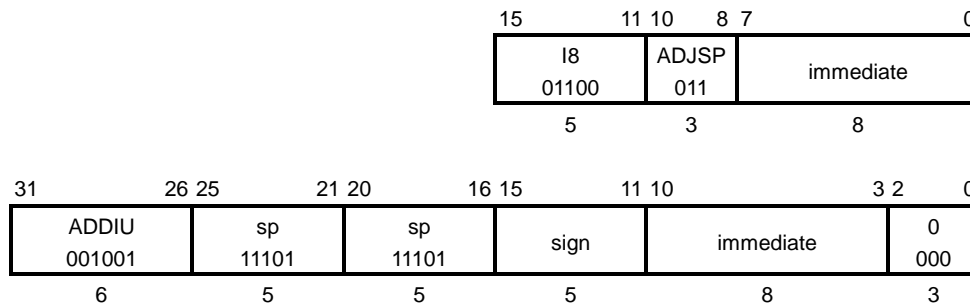 15 11 10 8 7 0
I8 ADJSP immediate
01100 011
5 3 8
31 26 25 21 20 16 15 11 10 3 2 0
ADDIU sp sp sign immediate 0
001001 11101 11101 000
6 5 5 5 8 3